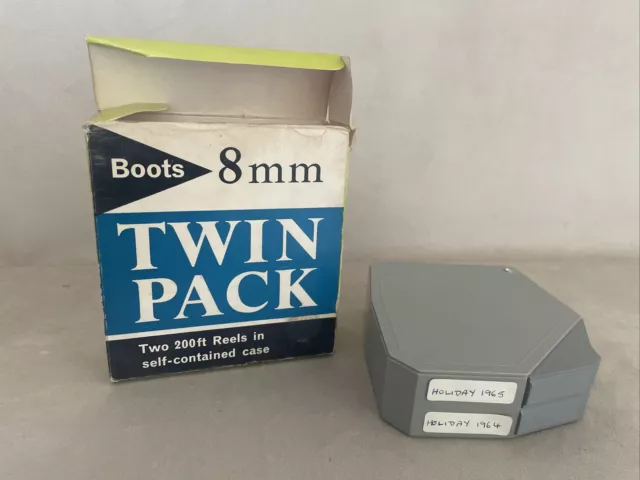 Boots 8mm
TWIN
PACK
Two 200ft Reels in
self-contained case
HOLIDAY 1965
HOLIDAY 1964